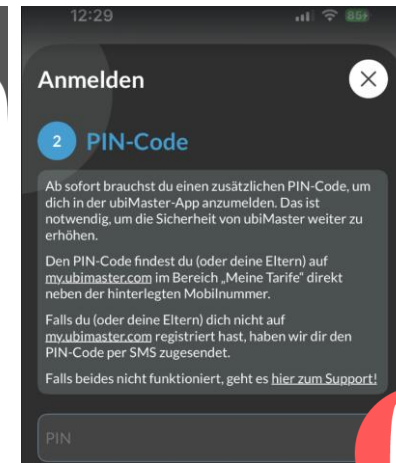 12:29
86
Anmelden
2 PIN-Code
Ab sofort brauchst du einen zusätzlichen PIN-Code, um
dich in der ubiMaster-App anzumelden. Das ist
notwendig, um die Sicherheit von ubiMaster weiter zu
erhöhen.
Den PIN-Code findest du (oder deine Eltern) auf
my.ubimaster.com im Bereich „Meine Tarife" direkt
neben der hinterlegten Mobilnummer.
Falls du (oder deine Eltern) dich nicht auf
my.ubimaster.com registriert hast, haben wir dir den
PIN-Code per SMS zugesendet.
Falls beides nicht funktioniert, geht es hier zum Support!
PIN